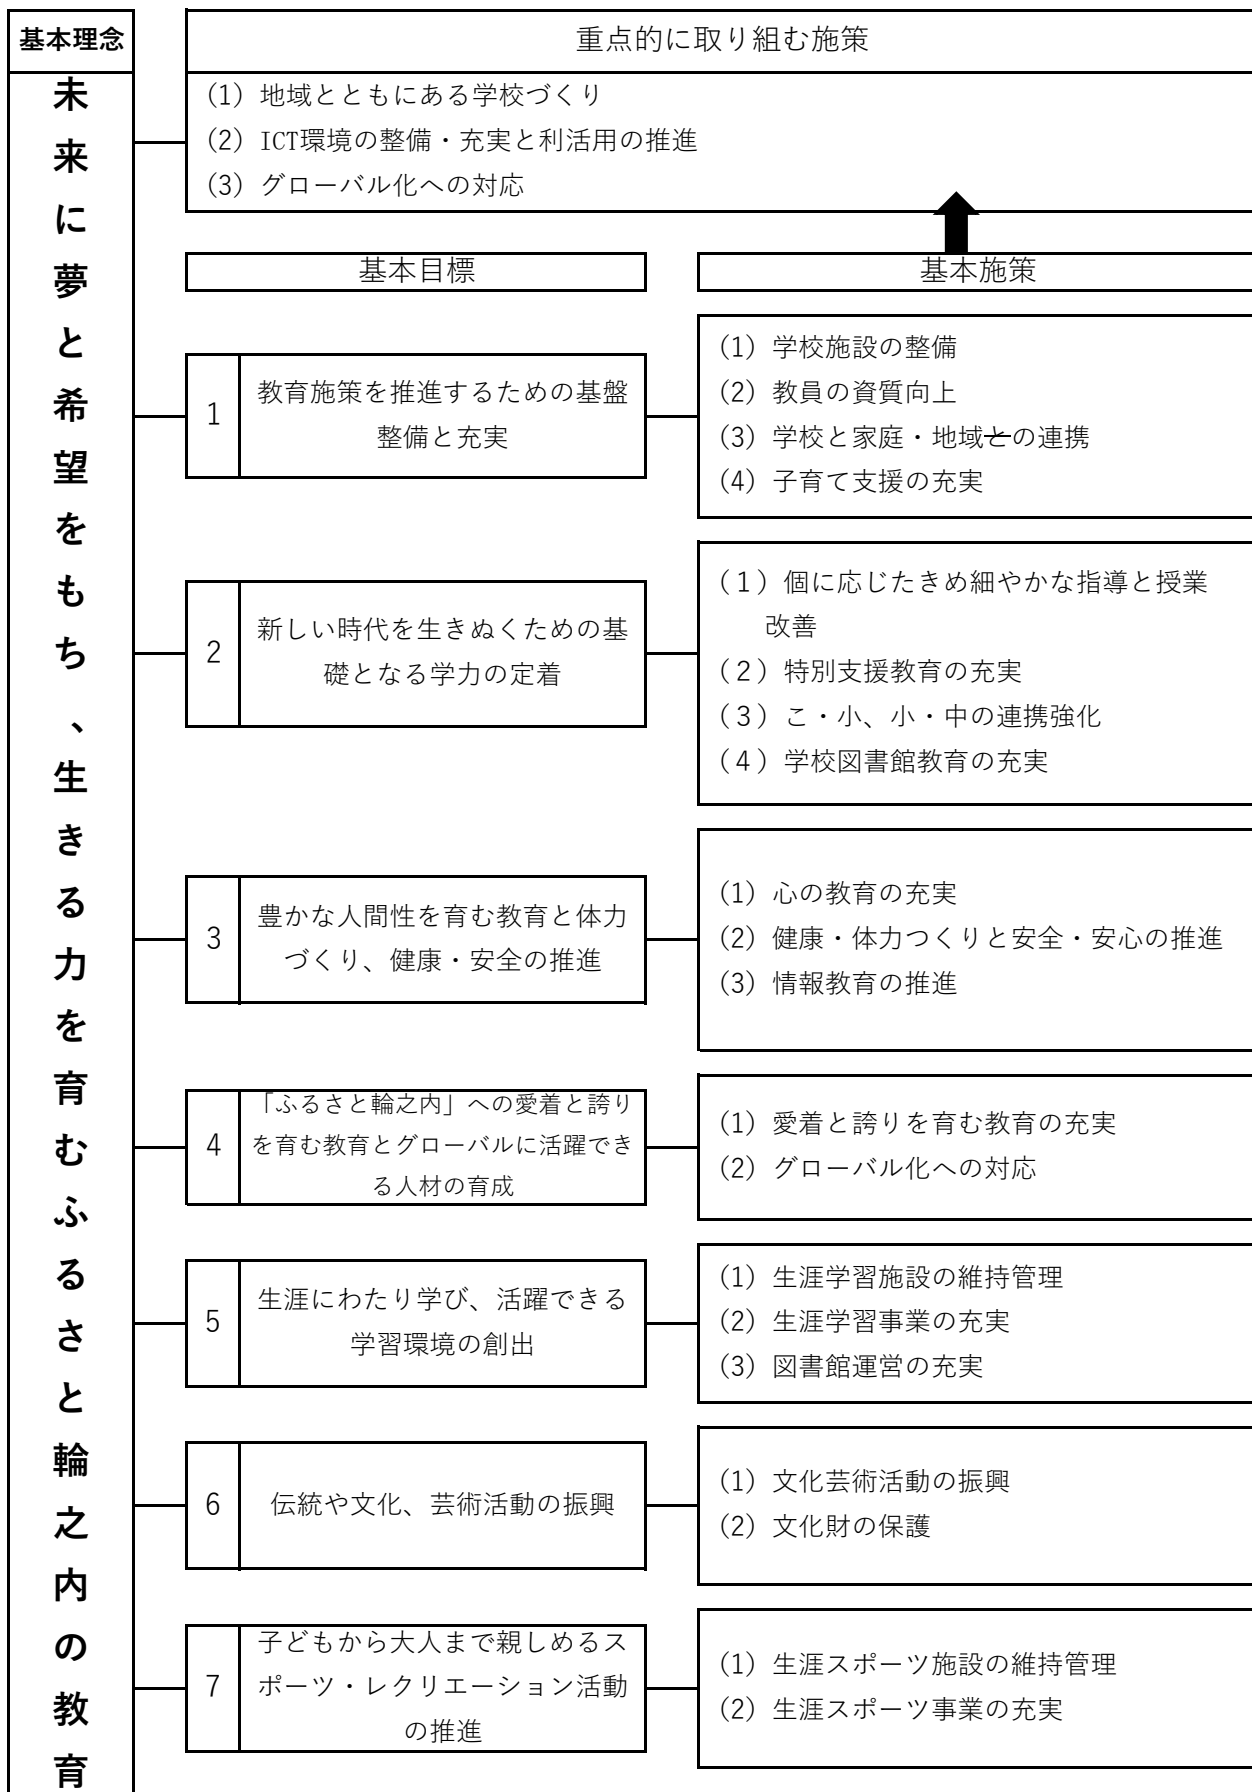 基本理念
未来に夢と希望をもち、生きる力を育むふるさと輪之内の教育
重点的に取り組む施策
(1) 地域とともにある学校づくり
(2) ICT環境の整備・充実と利活用の推進
(3) グローバル化への対応
基本目標
基本施策
1
教育施策を推進するための基盤
整備と充実
(1) 学校施設の整備
(2) 教員の資質向上
(3) 学校と家庭・地域との連携
(4) 子育て支援の充実
2
新しい時代を生きぬくための基
礎となる学力の定着
(１) 個に応じたきめ細やかな指導と授業
改善
(２) 特別支援教育の充実
(３) こ・小、小・中の連携強化
(４) 学校図書館教育の充実
3
豊かな人間性を育む教育と体力
づくり、健康・安全の推進
(1) 心の教育の充実
(2) 健康・体力つくりと安全・安心の推進
(3) 情報教育の推進
4
「ふるさと輪之内」への愛着と誇り
を育む教育とグローバルに活躍でき
る人材の育成
(1) 愛着と誇りを育む教育の充実
(2) グローバル化への対応
5
生涯にわたり学び、活躍できる
学習環境の創出
(1) 生涯学習施設の維持管理
(2) 生涯学習事業の充実
(3) 図書館運営の充実
6
伝統や文化、芸術活動の振興
(1) 文化芸術活動の振興
(2) 文化財の保護
7
子どもから大人まで親しめるス
ポーツ・レクリエーション活動
の推進
(1) 生涯スポーツ施設の維持管理
(2) 生涯スポーツ事業の充実